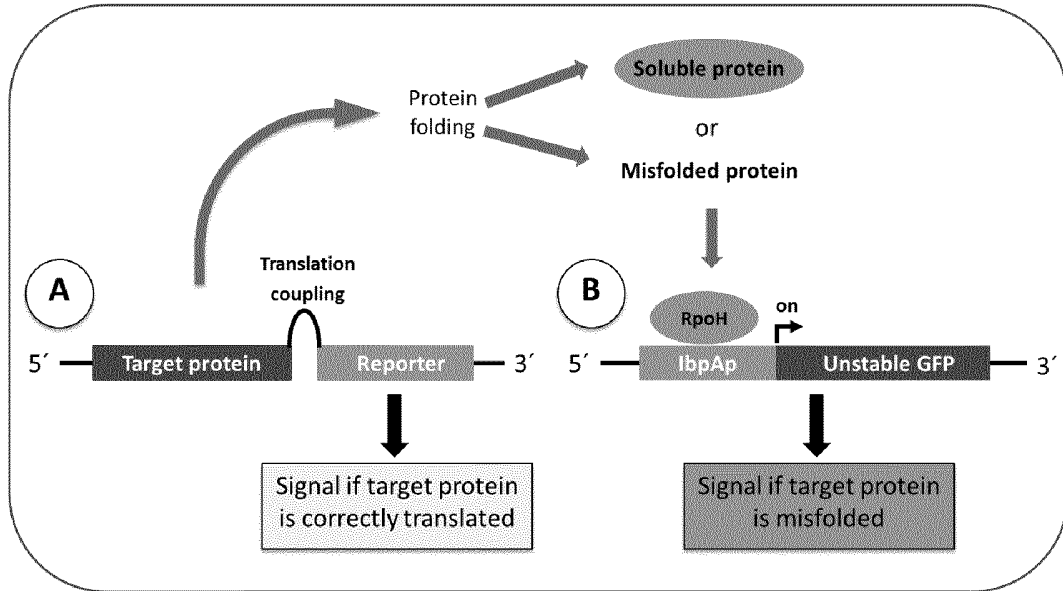 Soluble protein
Protein
folding
or
Misfolded protein
A
Translation
coupling
B
RpoH
on
5´
Target protein
Reporter
3´
5´
IbpAp
Unstable GFP
3´
Signal if target protein
is correctly translated
Signal if target protein
is misfolded